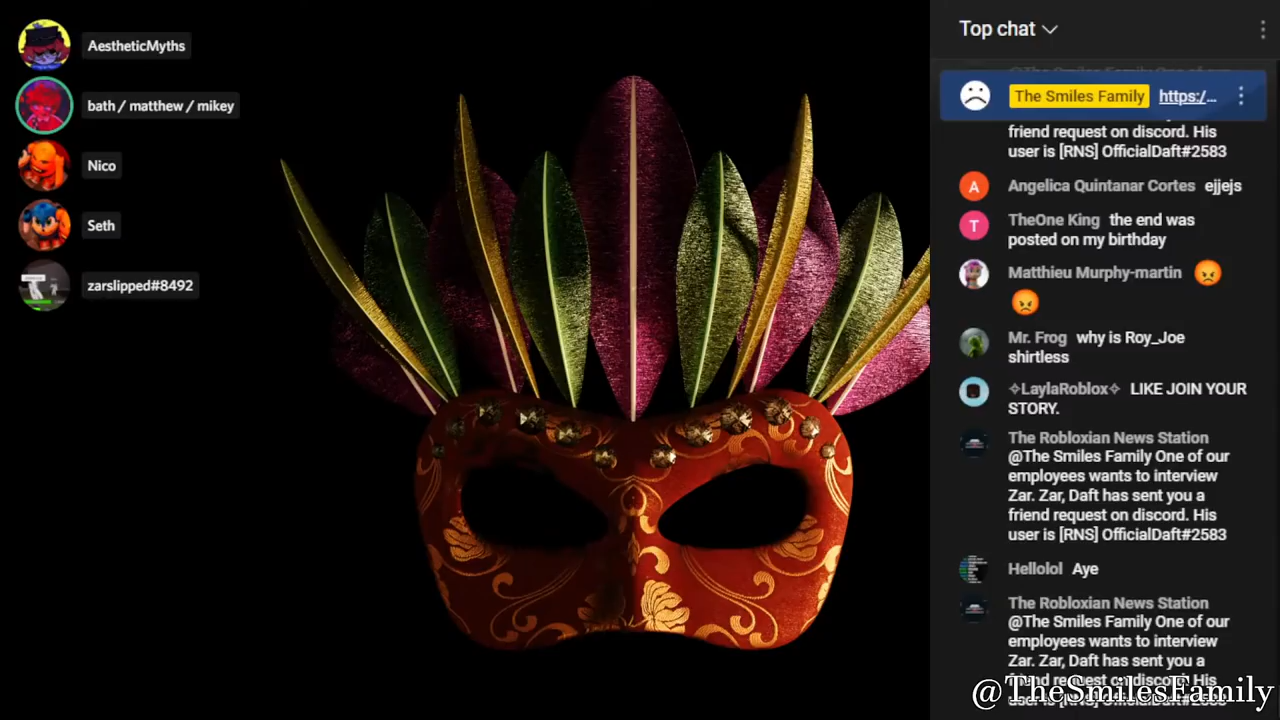 AestheticMyths
bath / matthew / mikey
Nico
Seth
zarslipped#8492
Top chat
The Smiles Family https:/...
friend request on discord. His
user is [RNS] OfficialDaft#2583
A Angelica Quintanar Cortes ejjejs
T TheOne King the end was
posted on my birthday
Matthieu Murphy-martin 😡
😡
Mr. Frog why is Roy_Joe
shirtless
✧LaylaRoblox✧ LIKE JOIN YOUR
STORY.
The Robloxian News Station
@The Smiles Family One of our
employees wants to interview
Zar. Zar, Daft has sent you a
friend request on discord. His
user is [RNS] OfficialDaft#2583
Hellolol Aye
The Robloxian News Station
@The Smiles Family One of our
employees wants to interview
Zar. Zar, Daft has sent you a
friend request on discord. His
@TheSmilesFamily